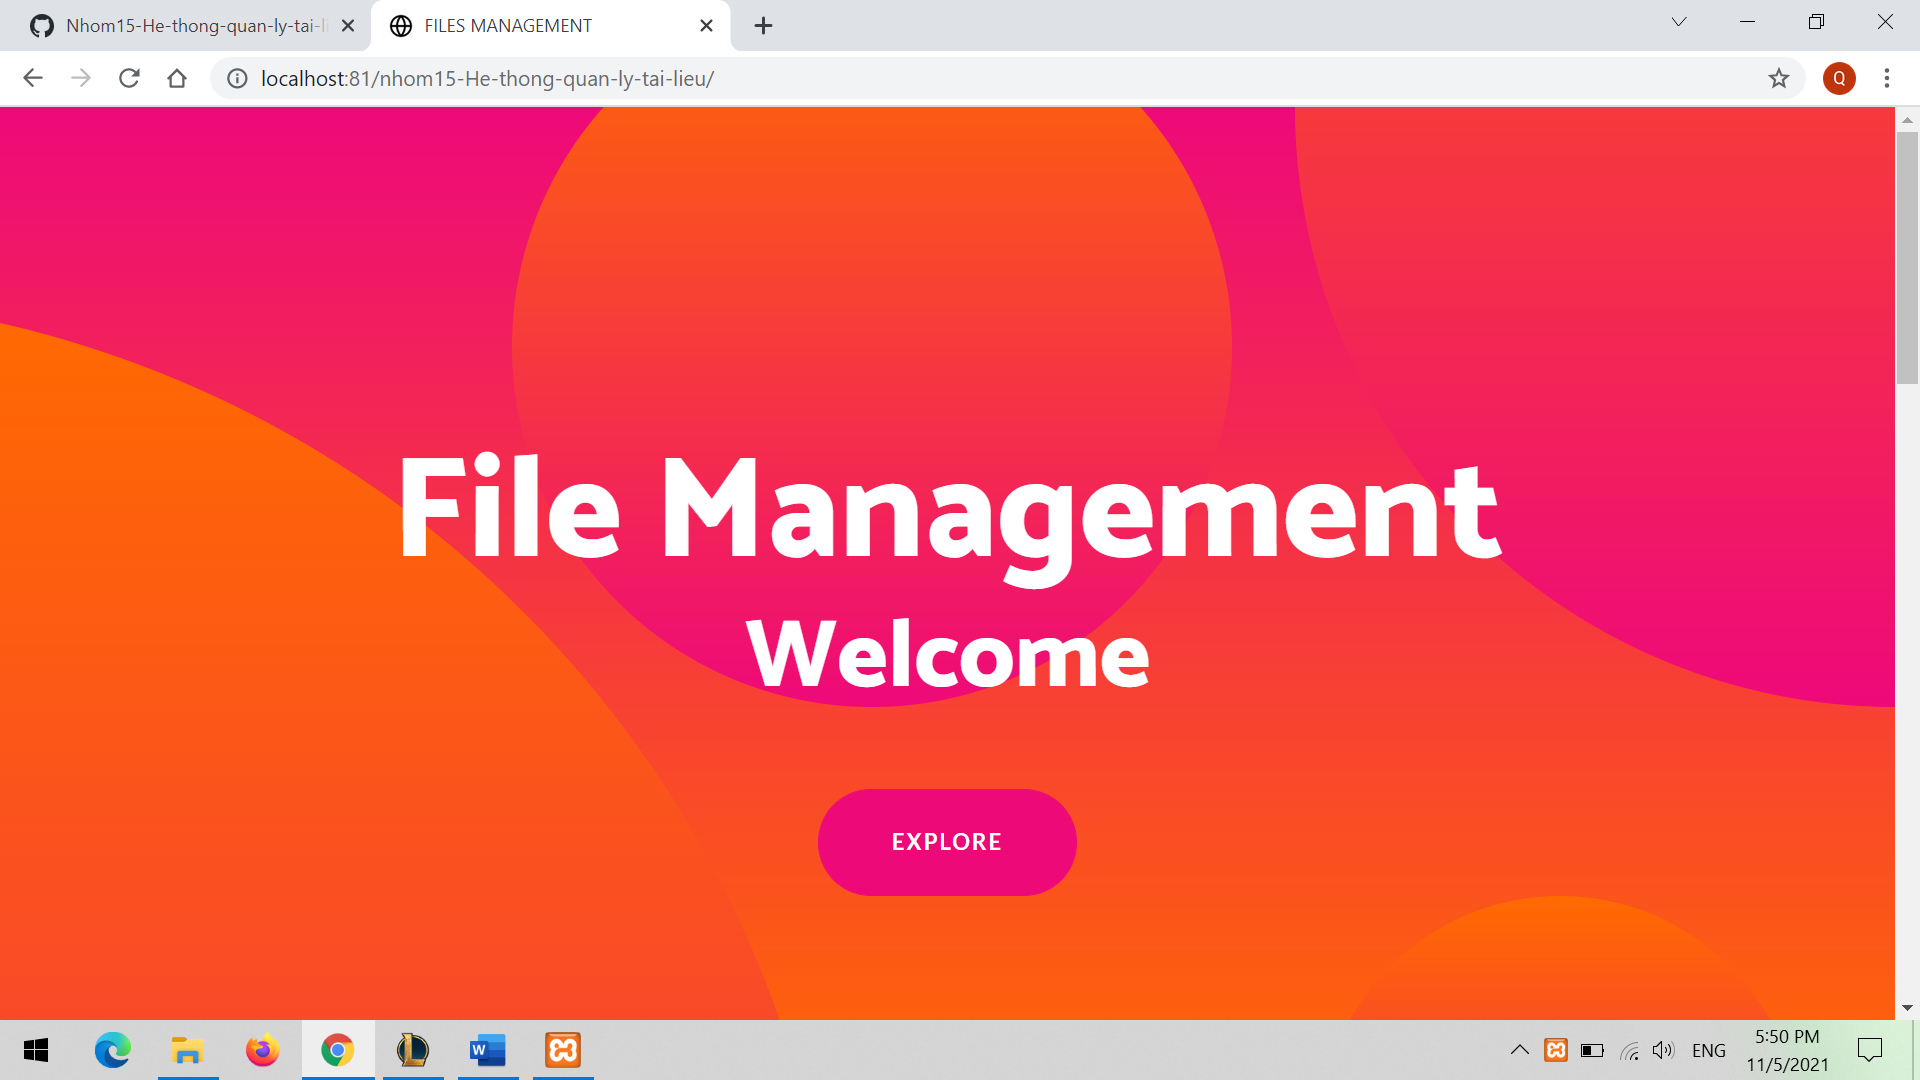 Nhom15-He-thong-quan-ly-tai-li
FILES MANAGEMENT
localhost:81/nhom15-He-thong-quan-ly-tai-lieu/
Q
File Management
Welcome
EXPLORE
W
ENG
5:50 PM
11/5/2021